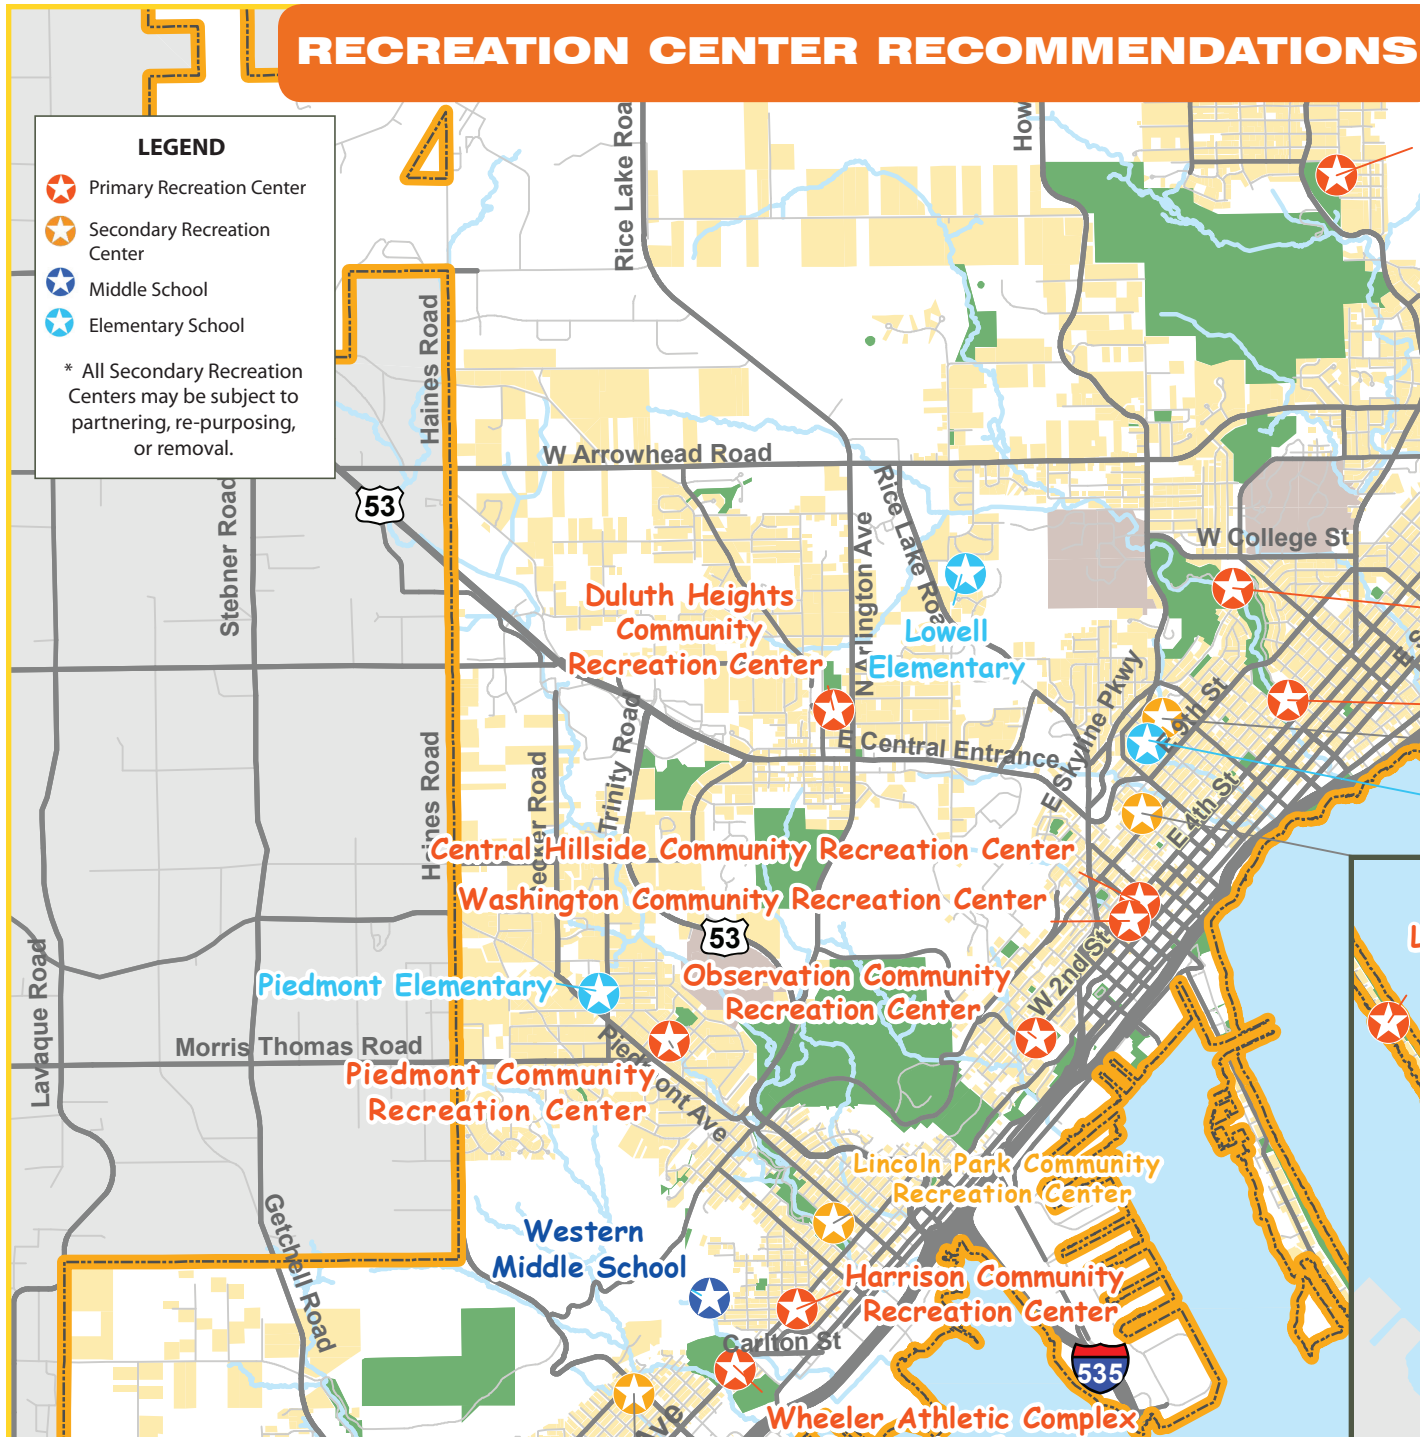 RECREATION CENTER RECOMMENDATIONS
LEGEND
Primary Recreation Center
Secondary Recreation
Center
Middle School
Elementary School
* All Secondary Recreation
Centers may be subject to
partnering, re-purposing,
or removal.
Rice Lake Roa
How
Haines Road
W Arrowhead Road
53
Stebner Road
Rice Lake Roa
N Arlington Ave
W College St
Duluth Heights
Community
Recreation Center
Lowell
Elementary
E Skyline Pkwy
E 9th St
E Central Entrance
Trinity Road
Haines Road
ecker Road
E 4th St
Central Hillside Community Recreation Center
Washington Community Recreation Center
53
W 2nd St
Lavaque Road
Piedmont Elementary
Observation Community
Recreation Center
Morris Thomas Road
Piedmont Ave
Piedmont Community
Recreation Center
Lincoln Park Community
Recreation Center
Getchell Road
Western
Middle School
Harrison Community
Recreation Center
Carlton St
535
Wheeler Athletic Complex
Ave